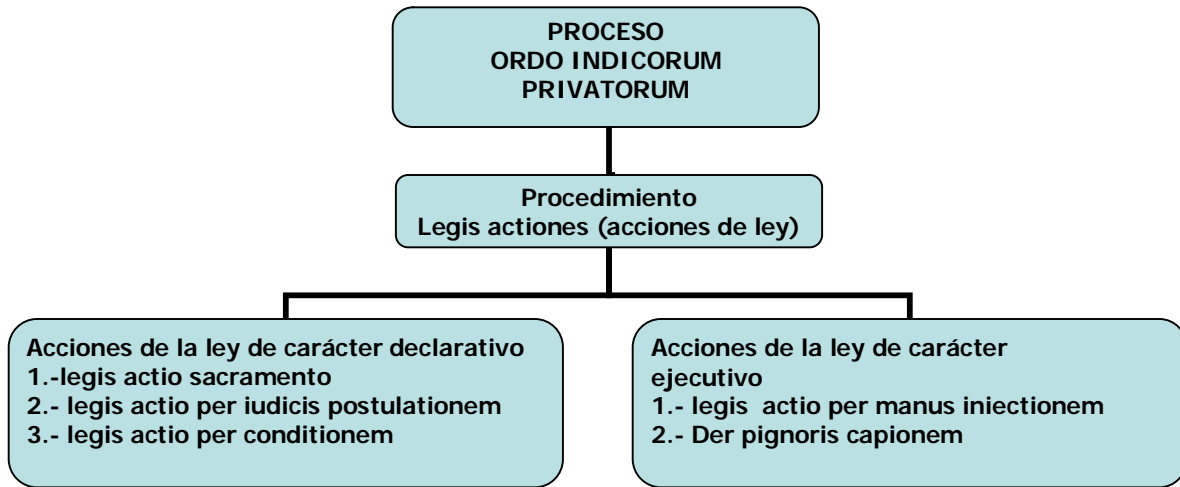 PROCESO
ORDO INDICORUM
PRIVATORUM
Procedimiento
Legis actiones (acciones de ley)
Acciones de la ley de carácter declarativo
1.-legis actio sacramento
2.- legis actio per iudicis postulationem
3.- legis actio per conditionem
Acciones de la ley de carácter
ejecutivo
1.- legis  actio per manus iniectionem
2.- Der pignoris capionem